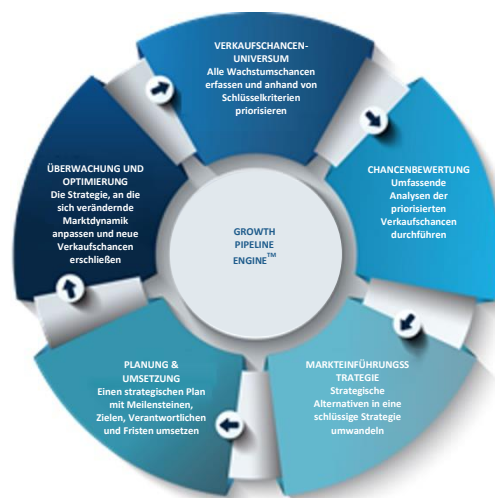 VERKAUFSCHANCEN-
UNIVERSUM
Alle Wachstumschancen
erfassen und anhand von
Schlüsselkriterien
priorisieren
CHANCENBEWERTUNG
Umfassende
Analysen der
priorisierten
Verkaufschancen
durchführen
MARKTEINFÜHRUNGSS
TRATEGIE
Strategische
Alternativen in eine
schlüssige Strategie
umwandeln
PLANUNG &
UMSETZUNG
Einen strategischen Plan
mit Meilensteinen,
Zielen, Verantwortlichen
und Fristen umsetzen
ÜBERWACHUNG UND
OPTIMIERUNG
Die Strategie, an die
sich verändernde
Marktdynamik
anpassen und neue
Verkaufschancen
erschließen
GROWTH
PIPELINE
ENGINE™